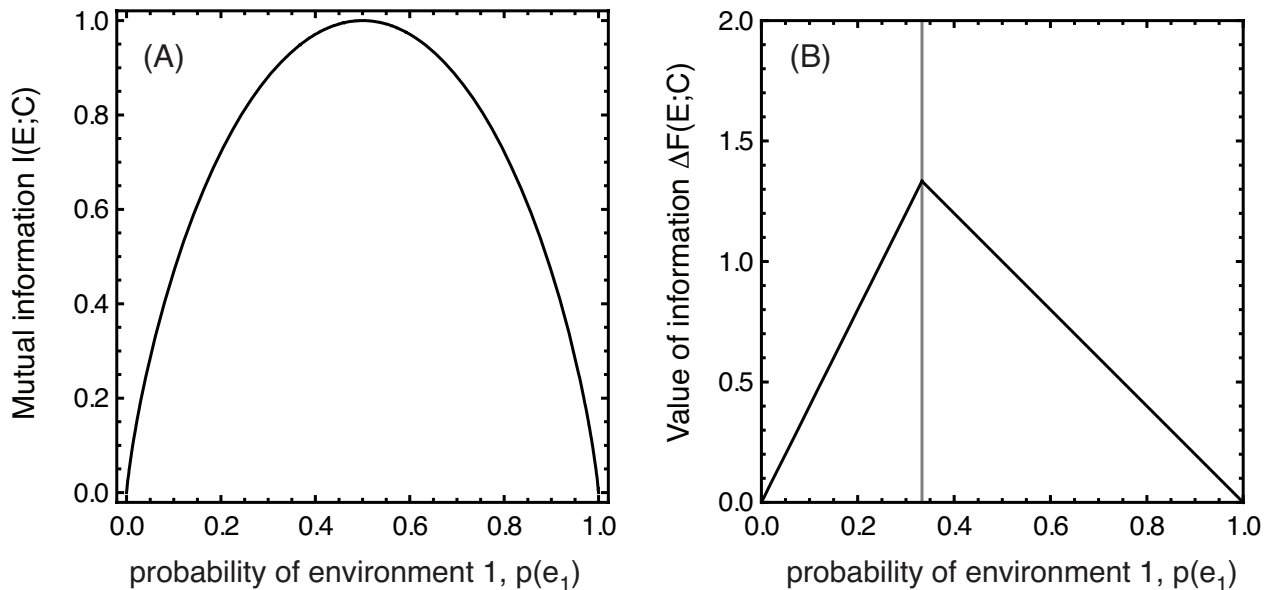 (A)
Mutual information I(E;C)
1.0
0.8
0.6
0.4
0.2
0.0
0.0 0.2 0.4 0.6 0.8 1.0
probability of environment 1, p(e₁)
(B)
Value of information ΔF(E;C)
2.0
1.5
1.0
0.5
0.0
0.0 0.2 0.4 0.6 0.8 1.0
probability of environment 1, p(e₁)